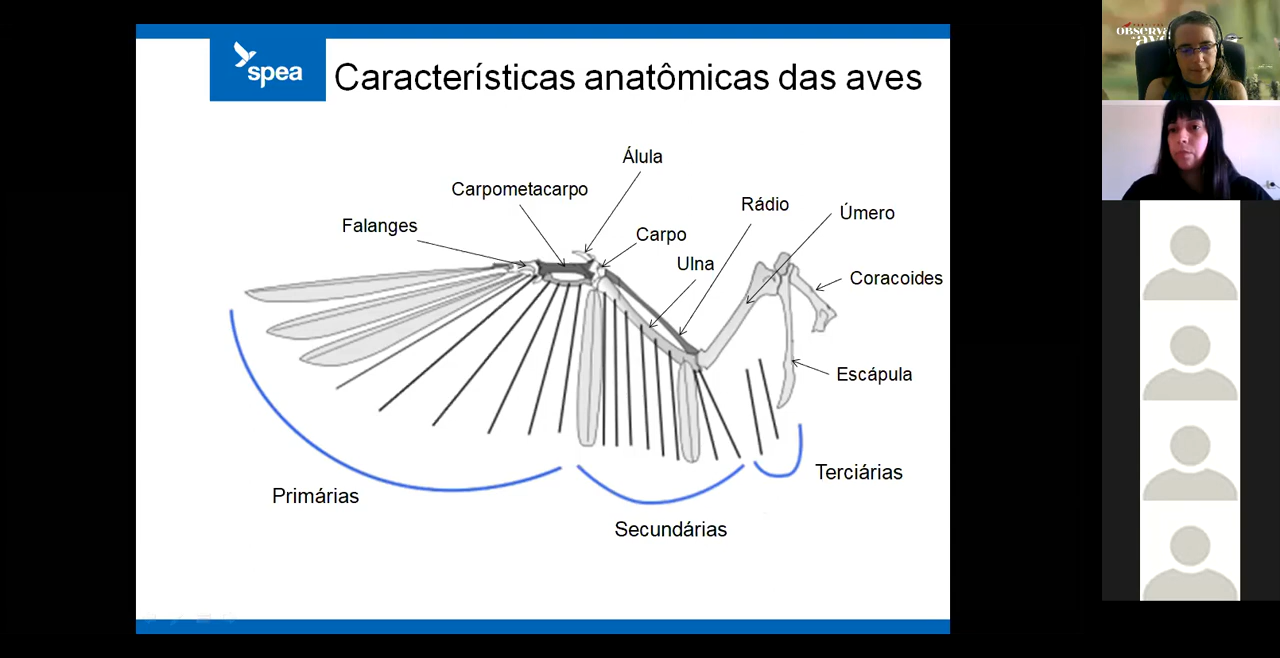 spea
Características anatômicas das aves
Álula
Carpometacarpo
Rádio
Úmero
Falanges
Carpo
Ulna
Coracoides
Escápula
Terciárias
Primárias
Secundárias